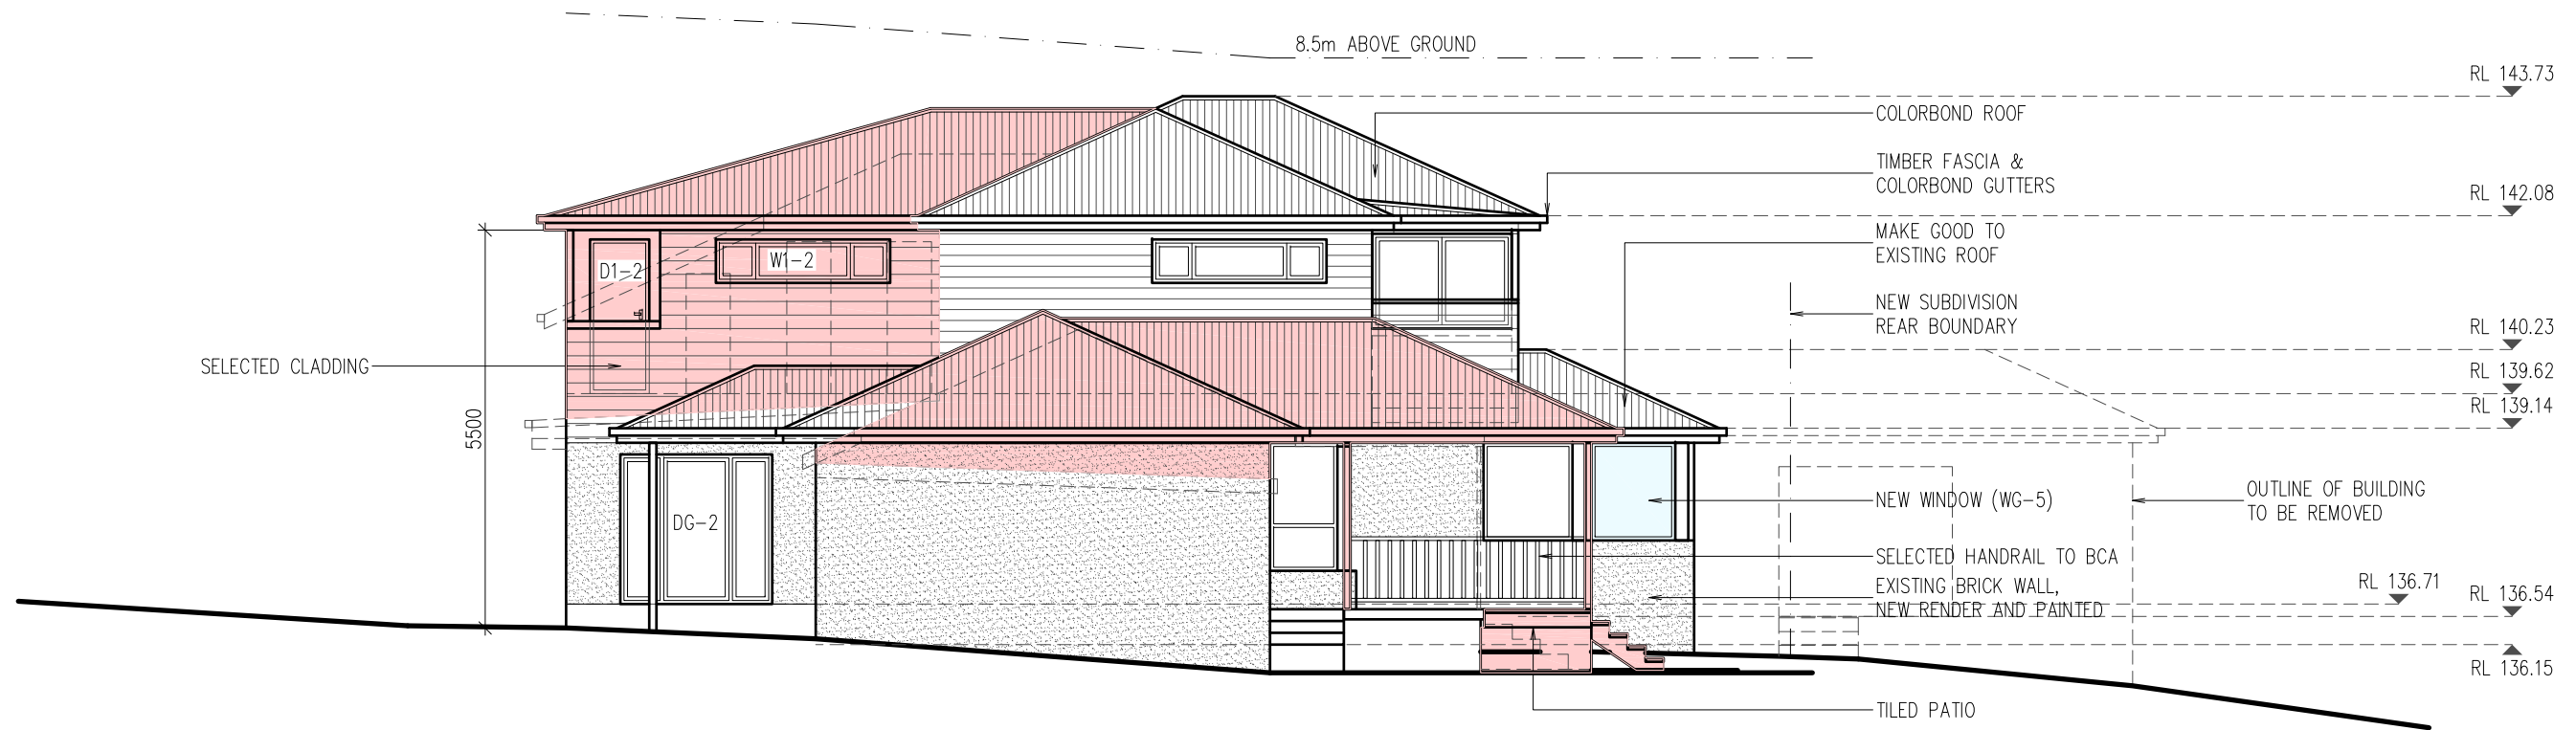 8.5m ABOVE GROUND
RL 143.73
COLORBOND ROOF
TIMBER FASCIA &
COLORBOND GUTTERS
RL 142.08
MAKE GOOD TO
EXISTING ROOF
D1-2
W1-2
NEW SUBDIVISION
REAR BOUNDARY
RL 140.23
SELECTED CLADDING
RL 139.62
RL 139.14
5500
DG-2
NEW WINDOW (WG-5)
OUTLINE OF BUILDING
TO BE REMOVED
SELECTED HANDRAIL TO BCA
EXISTING BRICK WALL,
NEW RENDER AND PAINTED
RL 136.71
RL 136.54
RL 136.15
TILED PATIO